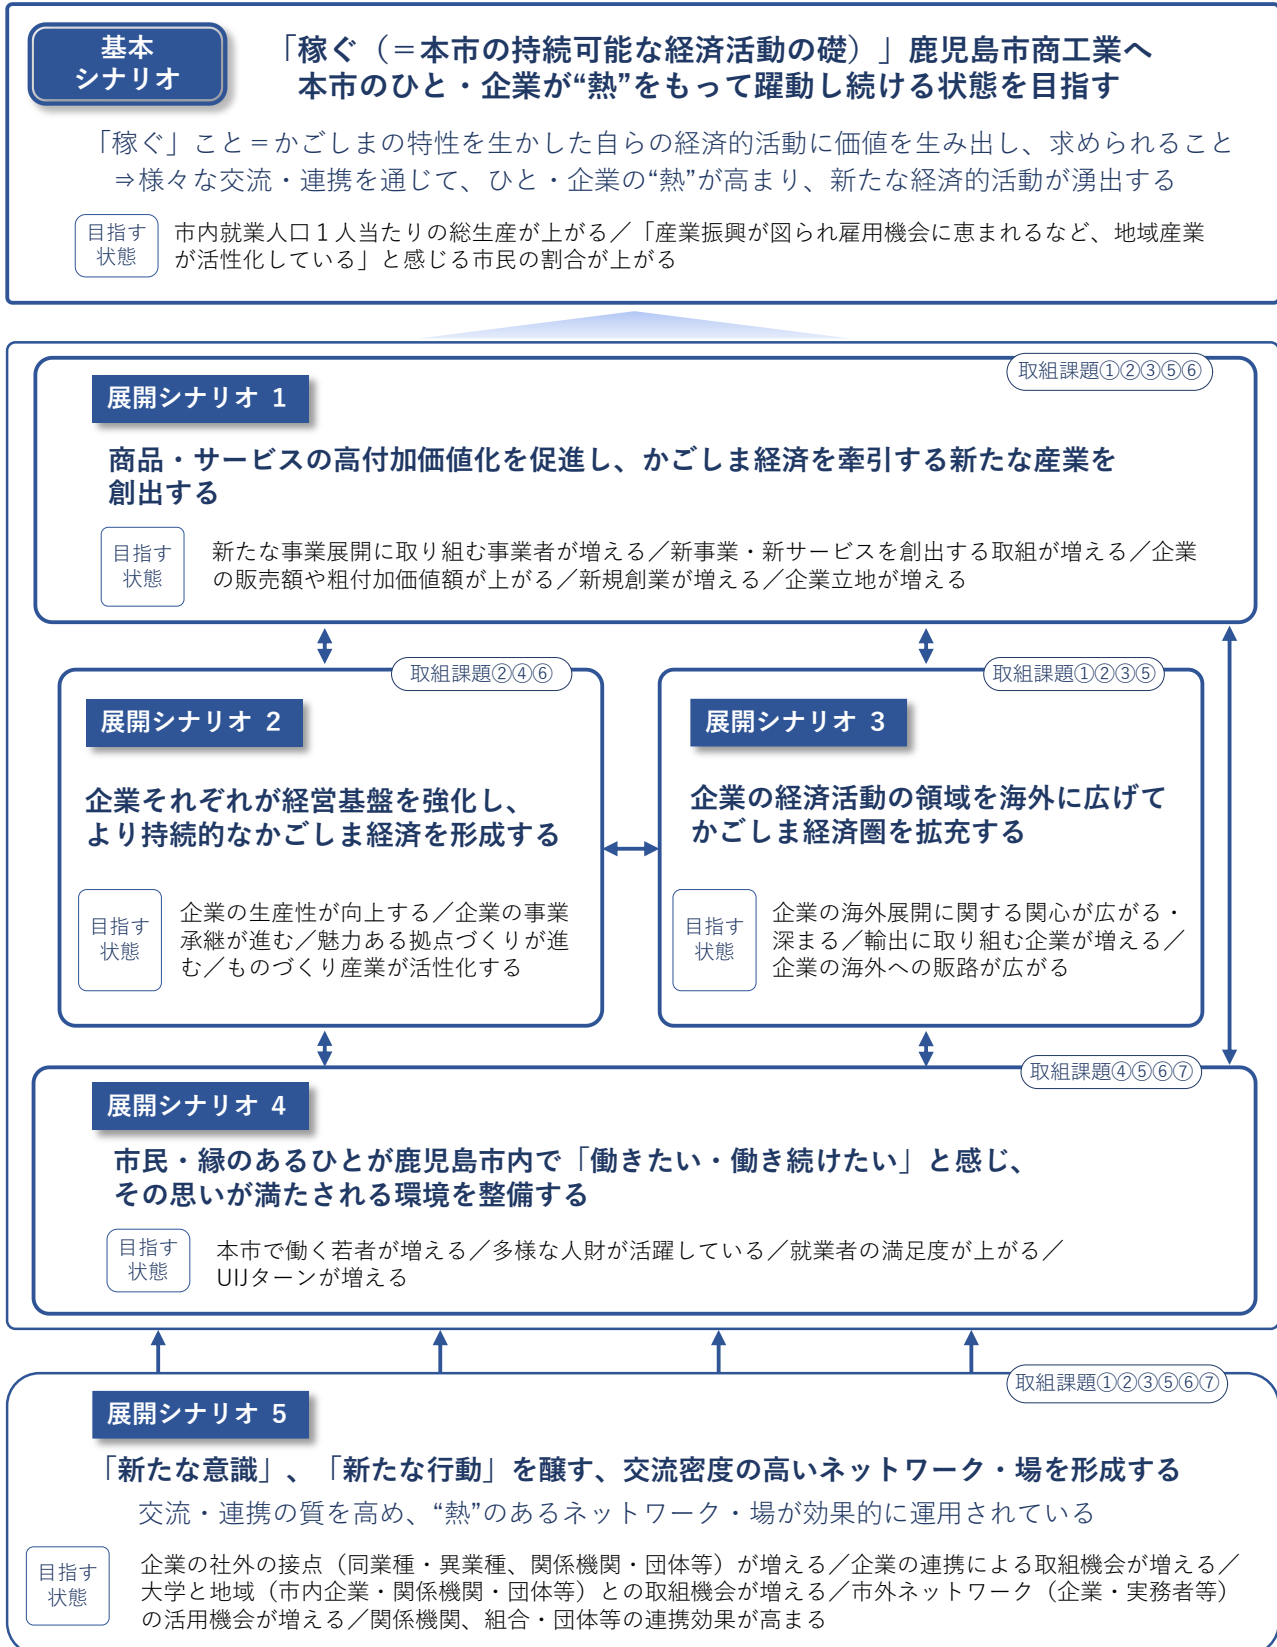 基本
シナリオ
「稼ぐ（＝本市の持続可能な経済活動の礎）」鹿児島市商工業へ
本市のひと・企業が“熱”をもって躍動し続ける状態を目指す
「稼ぐ」こと＝かごしまの特性を生かした自らの経済的活動に価値を生み出し、求められること
⇒様々な交流・連携を通じて、ひと・企業の“熱”が高まり、新たな経済的活動が湧出する
目指す
状態
市内就業人口１人当たりの総生産が上がる／「産業振興が図られ雇用機会に恵まれるなど、地域産業
が活性化している」と感じる市民の割合が上がる
取組課題①②③⑤⑥
展開シナリオ 1
商品・サービスの高付加価値化を促進し、かごしま経済を牽引する新たな産業を
創出する
目指す
状態
新たな事業展開に取り組む事業者が増える／新事業・新サービスを創出する取組が増える／企業
の販売額や粗付加価値額が上がる／新規創業が増える／企業立地が増える
取組課題②④⑥
展開シナリオ 2
企業それぞれが経営基盤を強化し、
より持続的なかごしま経済を形成する
目指す
状態
企業の生産性が向上する／企業の事業
承継が進む／魅力ある拠点づくりが進
む／ものづくり産業が活性化する
取組課題①②③⑤
展開シナリオ 3
企業の経済活動の領域を海外に広げて
かごしま経済圏を拡充する
目指す
状態
企業の海外展開に関する関心が広がる・
深まる／輸出に取り組む企業が増える／
企業の海外への販路が広がる
取組課題④⑤⑥⑦
展開シナリオ 4
市民・縁のあるひとが鹿児島市内で「働きたい・働き続けたい」と感じ、
その思いが満たされる環境を整備する
目指す
状態
本市で働く若者が増える／多様な人財が活躍している／就業者の満足度が上がる／
UIJターンが増える
取組課題①②③⑤⑥⑦
展開シナリオ 5
「新たな意識」、「新たな行動」を醸す、交流密度の高いネットワーク・場を形成する
交流・連携の質を高め、“熱”のあるネットワーク・場が効果的に運用されている
目指す
状態
企業の社外の接点（同業種・異業種、関係機関・団体等）が増える／企業の連携による取組機会が増える／
大学と地域（市内企業・関係機関・団体等）との取組機会が増える／市外ネットワーク（企業・実務者等）
の活用機会が増える／関係機関、組合・団体等の連携効果が高まる